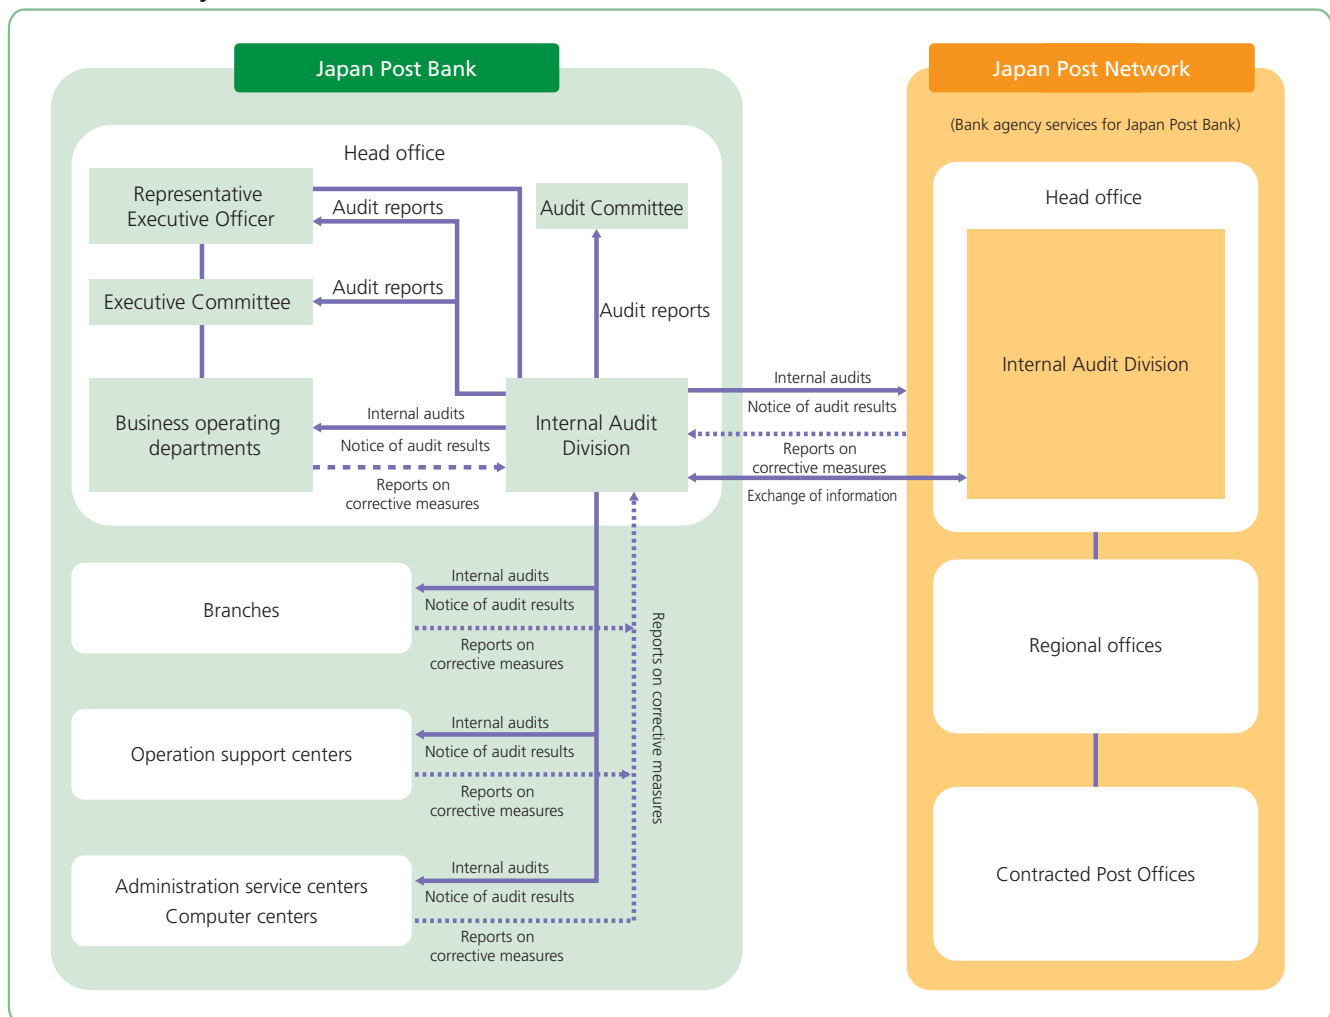 Japan Post Bank
Japan Post Network
(Bank agency services for Japan Post Bank)
Head office
Representative
Executive Officer
Audit reports
Audit Committee
Executive Committee
Audit reports
Audit reports
Business operating
departments
Internal audits
Notice of audit results
Reports on
corrective measures
Internal Audit
Division
Internal audits
Notice of audit results
Reports on
corrective measures
Exchange of information
Head office
Internal Audit Division
Branches
Internal audits
Notice of audit results
Reports on
corrective measures
Reports on corrective measures
Regional offices
Operation support centers
Internal audits
Notice of audit results
Reports on
corrective measures
Administration service centers
Computer centers
Internal audits
Notice of audit results
Reports on
corrective measures
Contracted Post Offices